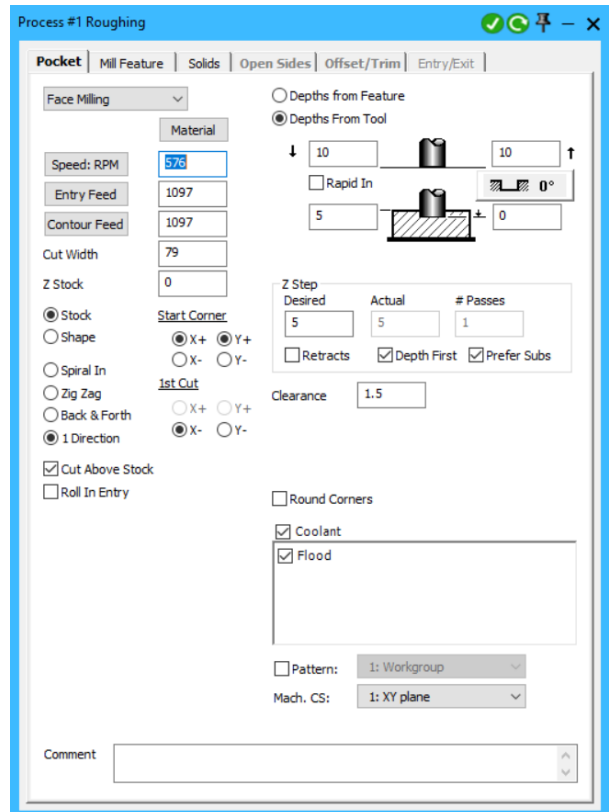 Process #1 Roughing
Pocket Mill Feature Solids Open Sides Offset/Trim Entry/Exit
Face Milling
Depths from Feature
Depths From Tool
Material
10 10
Speed: RPM 576
Rapid In
0°
Entry Feed 1097
5 0
Contour Feed 1097
Cut Width 79
Z Stock 0
Z Step
Desired Actual # Passes
5 5 1
Retracts Depth First Prefer Subs
Stock
Shape
Start Corner
X+ Y+
X- Y-
Spiral In
Zig Zag
Back & Forth
1 Direction
1st Cut
X+ Y+
X- Y-
Clearance 1.5
Cut Above Stock
Roll In Entry
Round Corners
Coolant
Flood
Pattern: 1: Workgroup
Mach. CS: 1: XY plane
Comment